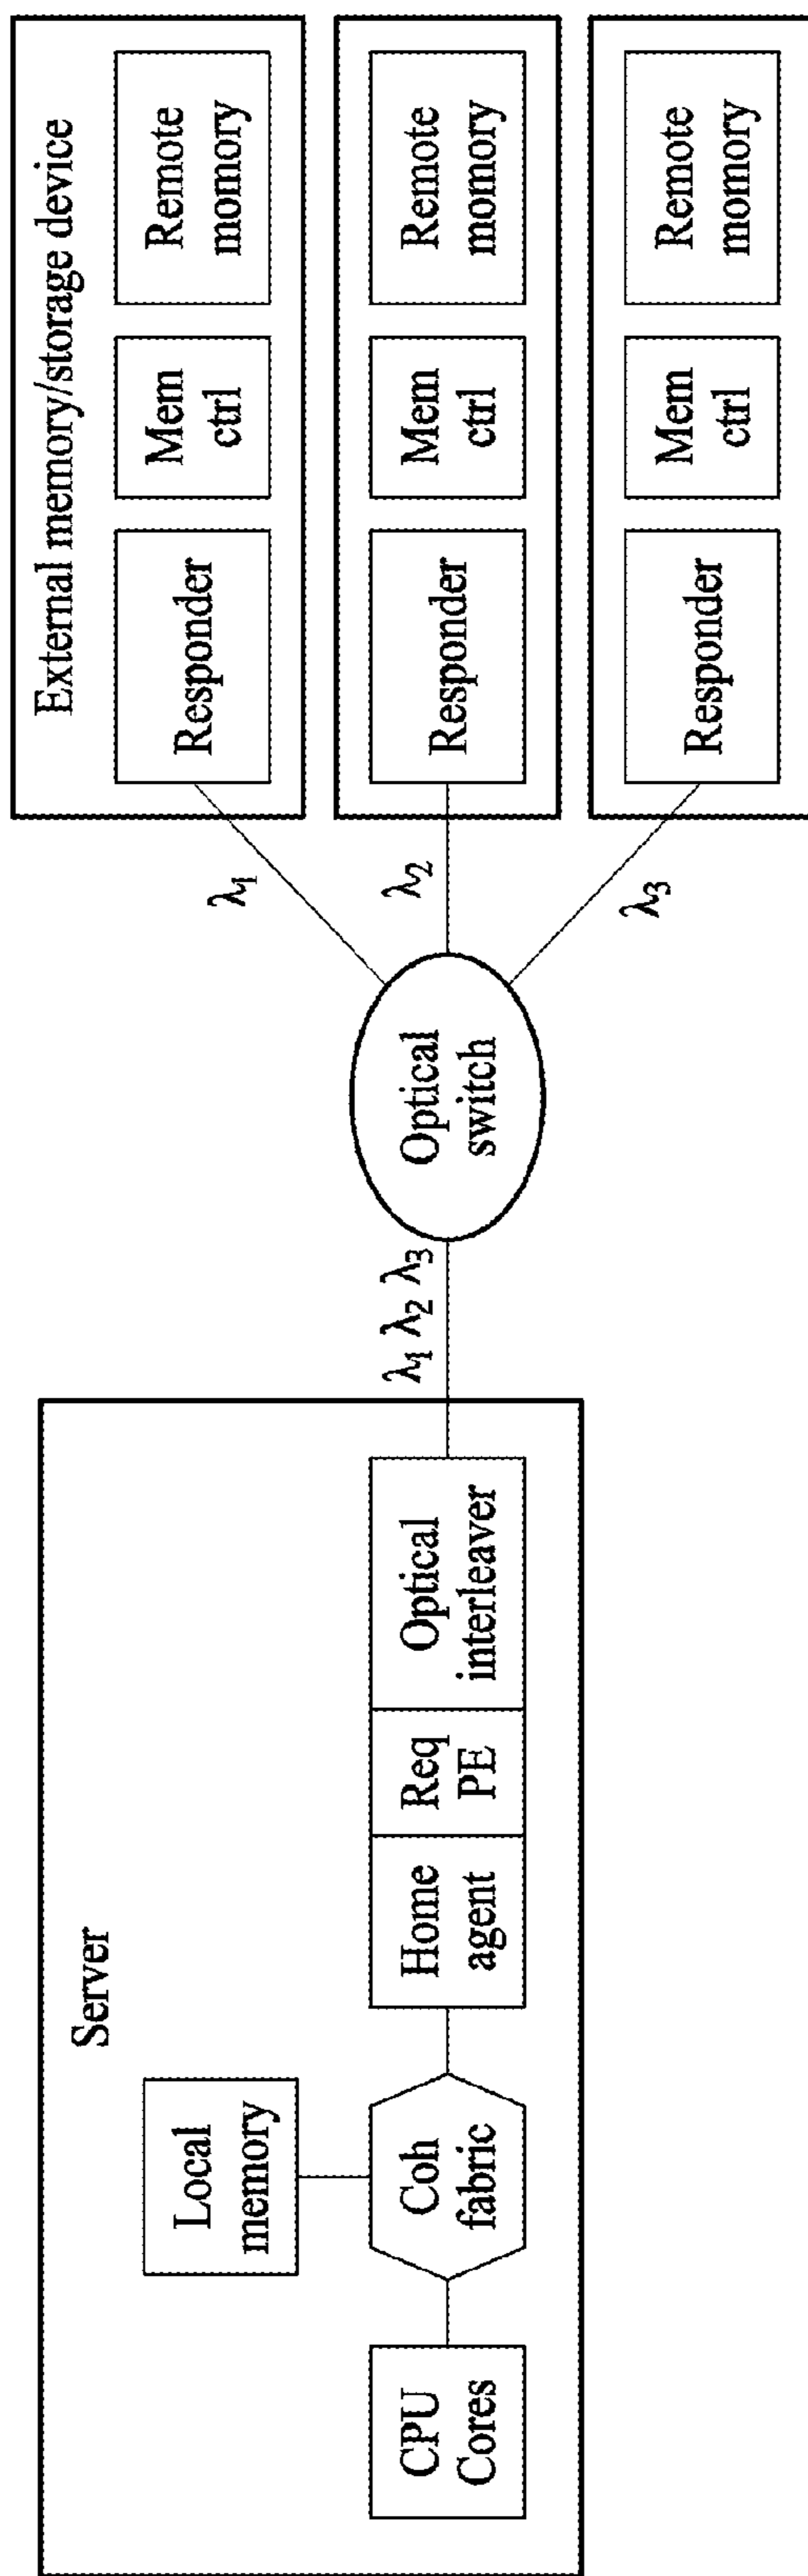 Server
Local
memory
CPU
Cores
Coh
fabric
Home
agent
Req
PE
Optical
interleaver
λ1 λ2 λ3
Optical
switch
λ1
λ2
λ3
External memory/storage device
Responder
Mem
ctrl
Remote
momory
Responder
Mem
ctrl
Remote
momory
Responder
Mem
ctrl
Remote
momory